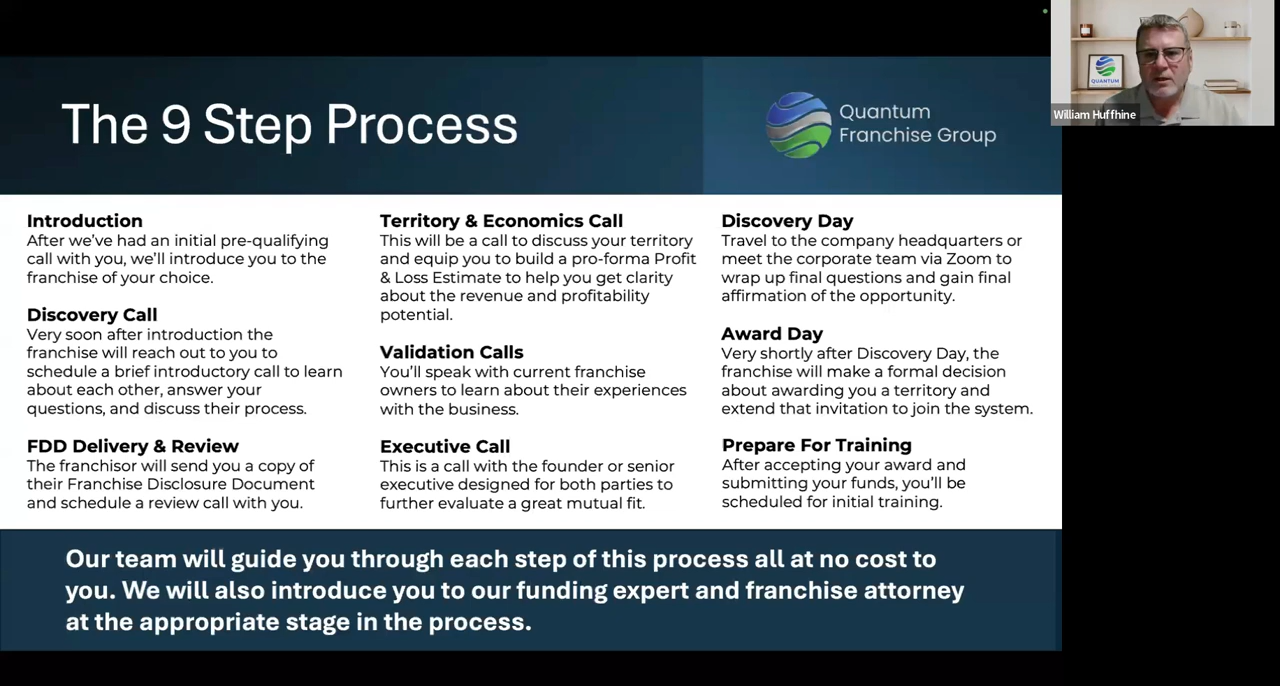 The 9 Step Process
Quantum
Franchise Group
QUANTUM
William Huffhine
Introduction
After we’ve had an initial pre-qualifying
call with you, we’ll introduce you to the
franchise of your choice.
Discovery Call
Very soon after introduction the
franchise will reach out to you to
schedule a brief introductory call to learn
about each other, answer your
questions, and discuss their process.
FDD Delivery & Review
The franchisor will send you a copy of
their Franchise Disclosure Document
and schedule a review call with you.
Territory & Economics Call
This will be a call to discuss your territory
and equip you to build a pro-forma Profit
& Loss Estimate to help you get clarity
about the revenue and profitability
potential.
Validation Calls
You’ll speak with current franchise
owners to learn about their experiences
with the business.
Executive Call
This is a call with the founder or senior
executive designed for both parties to
further evaluate a great mutual fit.
Discovery Day
Travel to the company headquarters or
meet the corporate team via Zoom to
wrap up final questions and gain final
affirmation of the opportunity.
Award Day
Very shortly after Discovery Day, the
franchise will make a formal decision
about awarding you a territory and
extend that invitation to join the system.
Prepare For Training
After accepting your award and
submitting your funds, you’ll be
scheduled for initial training.
Our team will guide you through each step of this process all at no cost to
you. We will also introduce you to our funding expert and franchise attorney
at the appropriate stage in the process.